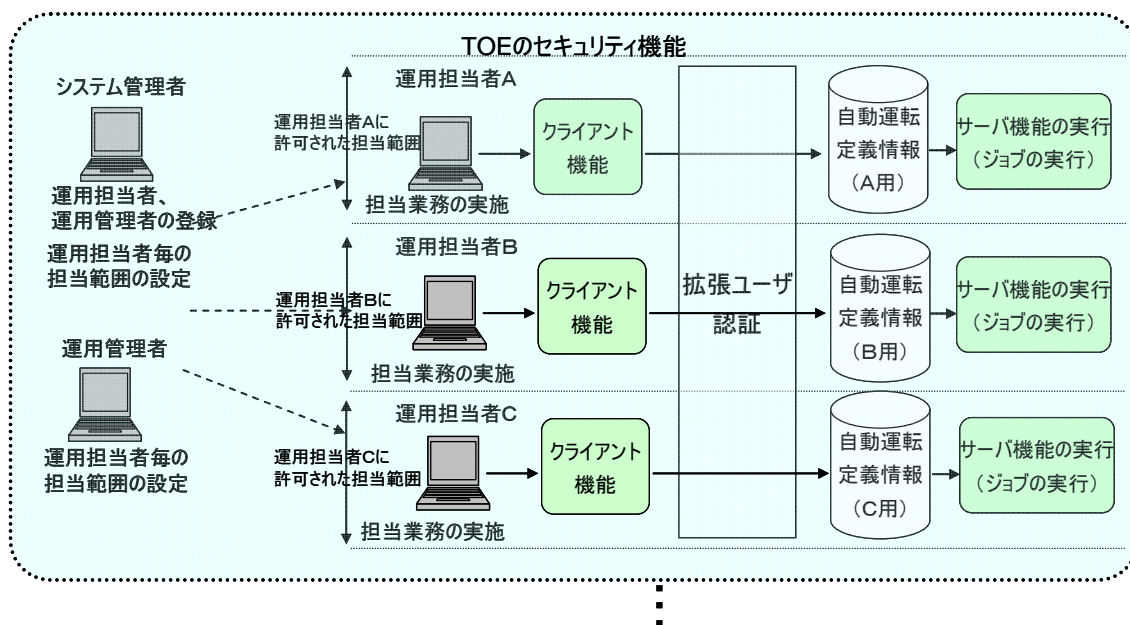 TOEのセキュリティ機能
システム管理者
運用担当者、
運用管理者の登録
運用担当者毎の
担当範囲の設定
運用管理者
運用担当者毎の
担当範囲の設定
運用担当者A
運用担当者Aに
許可された担当範囲
担当業務の実施
クライアント
機能
自動運転
定義情報
（A用）
サーバ機能の実行
（ジョブの実行）
運用担当者B
運用担当者Bに
許可された担当範囲
担当業務の実施
クライアント
機能
拡張ユーザ
認証
自動運転
定義情報
（B用）
サーバ機能の実行
（ジョブの実行）
運用担当者C
運用担当者Cに
許可された担当範囲
担当業務の実施
クライアント
機能
自動運転
定義情報
（C用）
サーバ機能の実行
（ジョブの実行）